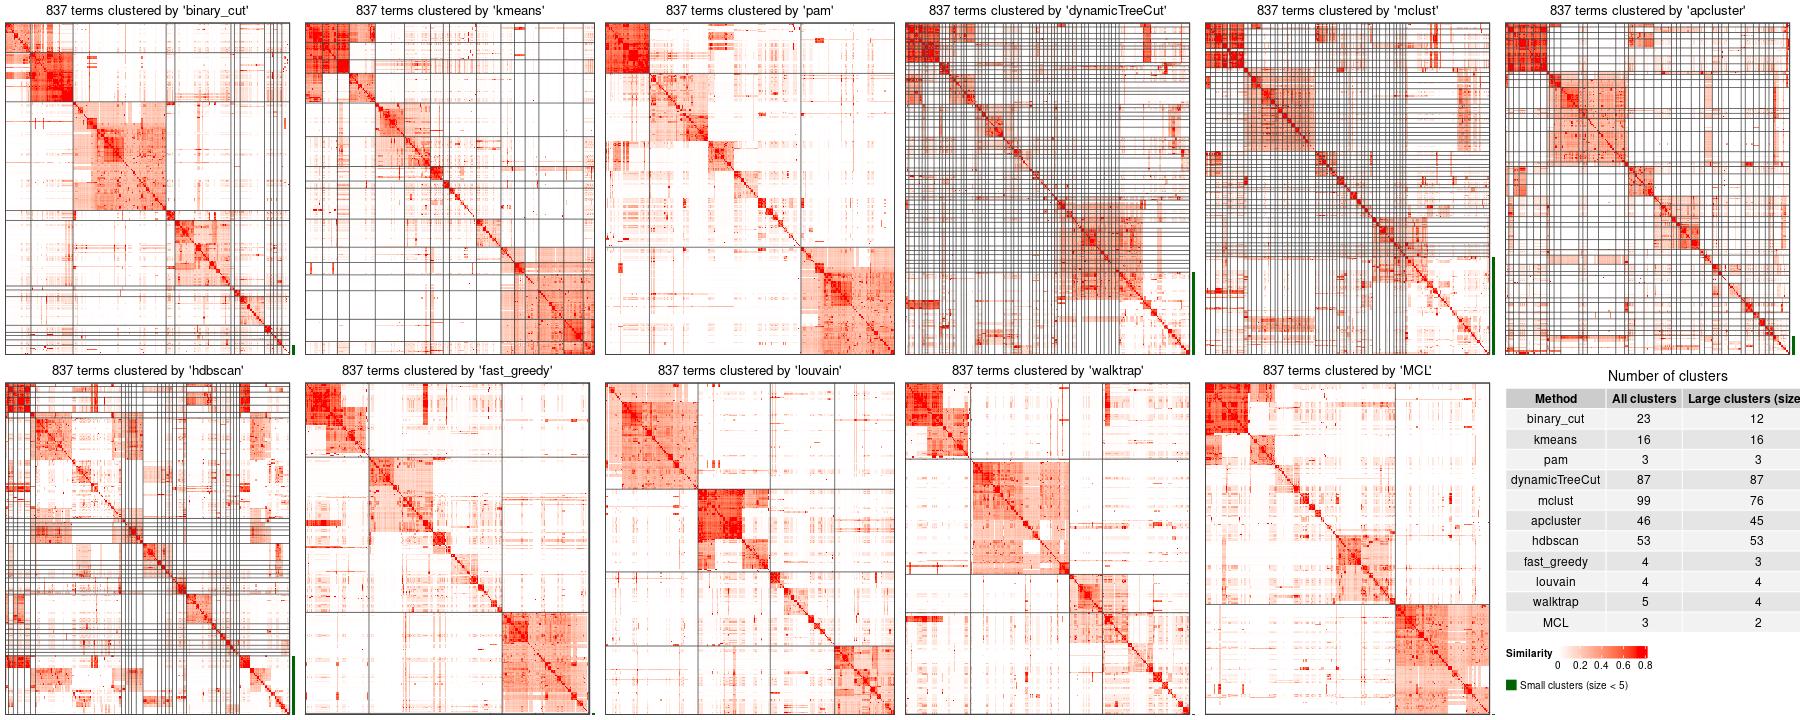 837 terms clustered by 'binary_cut'
837 terms clustered by 'kmeans'
837 terms clustered by 'pam'
837 terms clustered by 'dynamicTreeCut'
837 terms clustered by 'mclust'
837 terms clustered by 'apcluster'
837 terms clustered by 'hdbscan'
837 terms clustered by 'fast_greedy'
837 terms clustered by 'louvain'
837 terms clustered by 'walktrap'
837 terms clustered by 'MCL'
Number of clusters
Method All clusters Large clusters (size
binary_cut 23 12
kmeans 16 16
pam 3 3
dynamicTreeCut 87 87
mclust 99 76
apcluster 46 45
hdbscan 53 53
fast_greedy 4 3
louvain 4 4
walktrap 5 4
MCL 3 2
Similarity
0 0.2 0.4 0.6 0.8
Small clusters (size < 5)